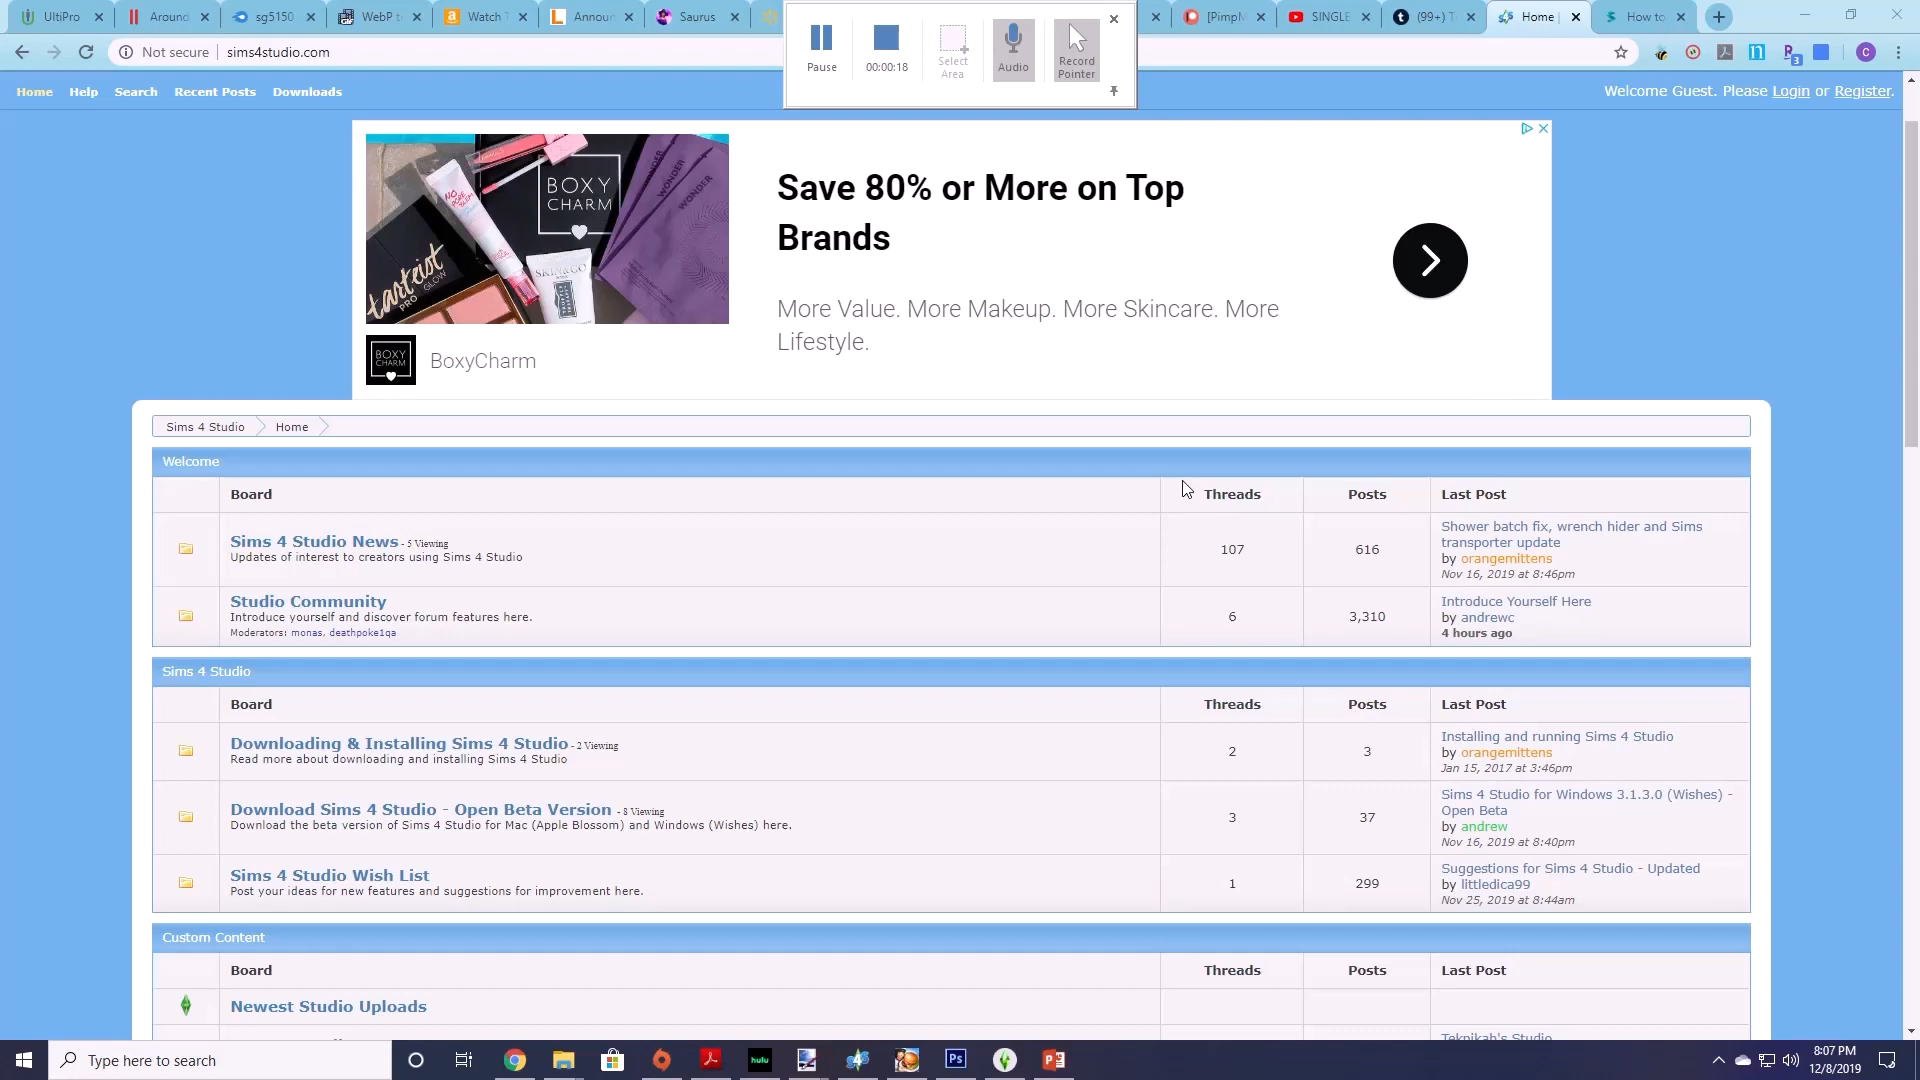 UltiPro
Around
sg5150
WebP t
Watch T
Announ
Saurus
[PimpM
SINGLE
(99+) T
Home |
How to
Not secure | sims4studio.com
Pause
00:00:18
Select Area
Audio
Record Pointer
Home Help Search Recent Posts Downloads
Welcome Guest. Please Login or Register.
BOXY
CHARM
WONDER
WONDER
tarteist
PRO GLOW
SKIN&CO
Save 80% or More on Top
Brands
More Value. More Makeup. More Skincare. More
Lifestyle.
BOXY
CHARM
BoxyCharm
Sims 4 Studio Home
Welcome
Board Threads Posts Last Post
Sims 4 Studio News - 5 Viewing
Updates of interest to creators using Sims 4 Studio
107 616
Shower batch fix, wrench hider and Sims
transporter update
by orangemittens
Nov 16, 2019 at 8:46pm
Studio Community
Introduce yourself and discover forum features here.
Moderators: monas, deathpoke1qa
6 3,310
Introduce Yourself Here
by andrewc
4 hours ago
Sims 4 Studio
Board Threads Posts Last Post
Downloading & Installing Sims 4 Studio - 2 Viewing
Read more about downloading and installing Sims 4 Studio
2 3
Installing and running Sims 4 Studio
by orangemittens
Jan 15, 2017 at 3:46pm
Download Sims 4 Studio - Open Beta Version - 8 Viewing
Download the beta version of Sims 4 Studio for Mac (Apple Blossom) and Windows (Wishes) here.
3 37
Sims 4 Studio for Windows 3.1.3.0 (Wishes) -
Open Beta
by andrew
Nov 16, 2019 at 8:40pm
Sims 4 Studio Wish List
Post your ideas for new features and suggestions for improvement here.
1 299
Suggestions for Sims 4 Studio - Updated
by littledica99
Nov 25, 2019 at 8:44am
Custom Content
Board Threads Posts Last Post
Newest Studio Uploads
Teknikah's Studio
Type here to search
hulu
Ps
8:07 PM
12/8/2019